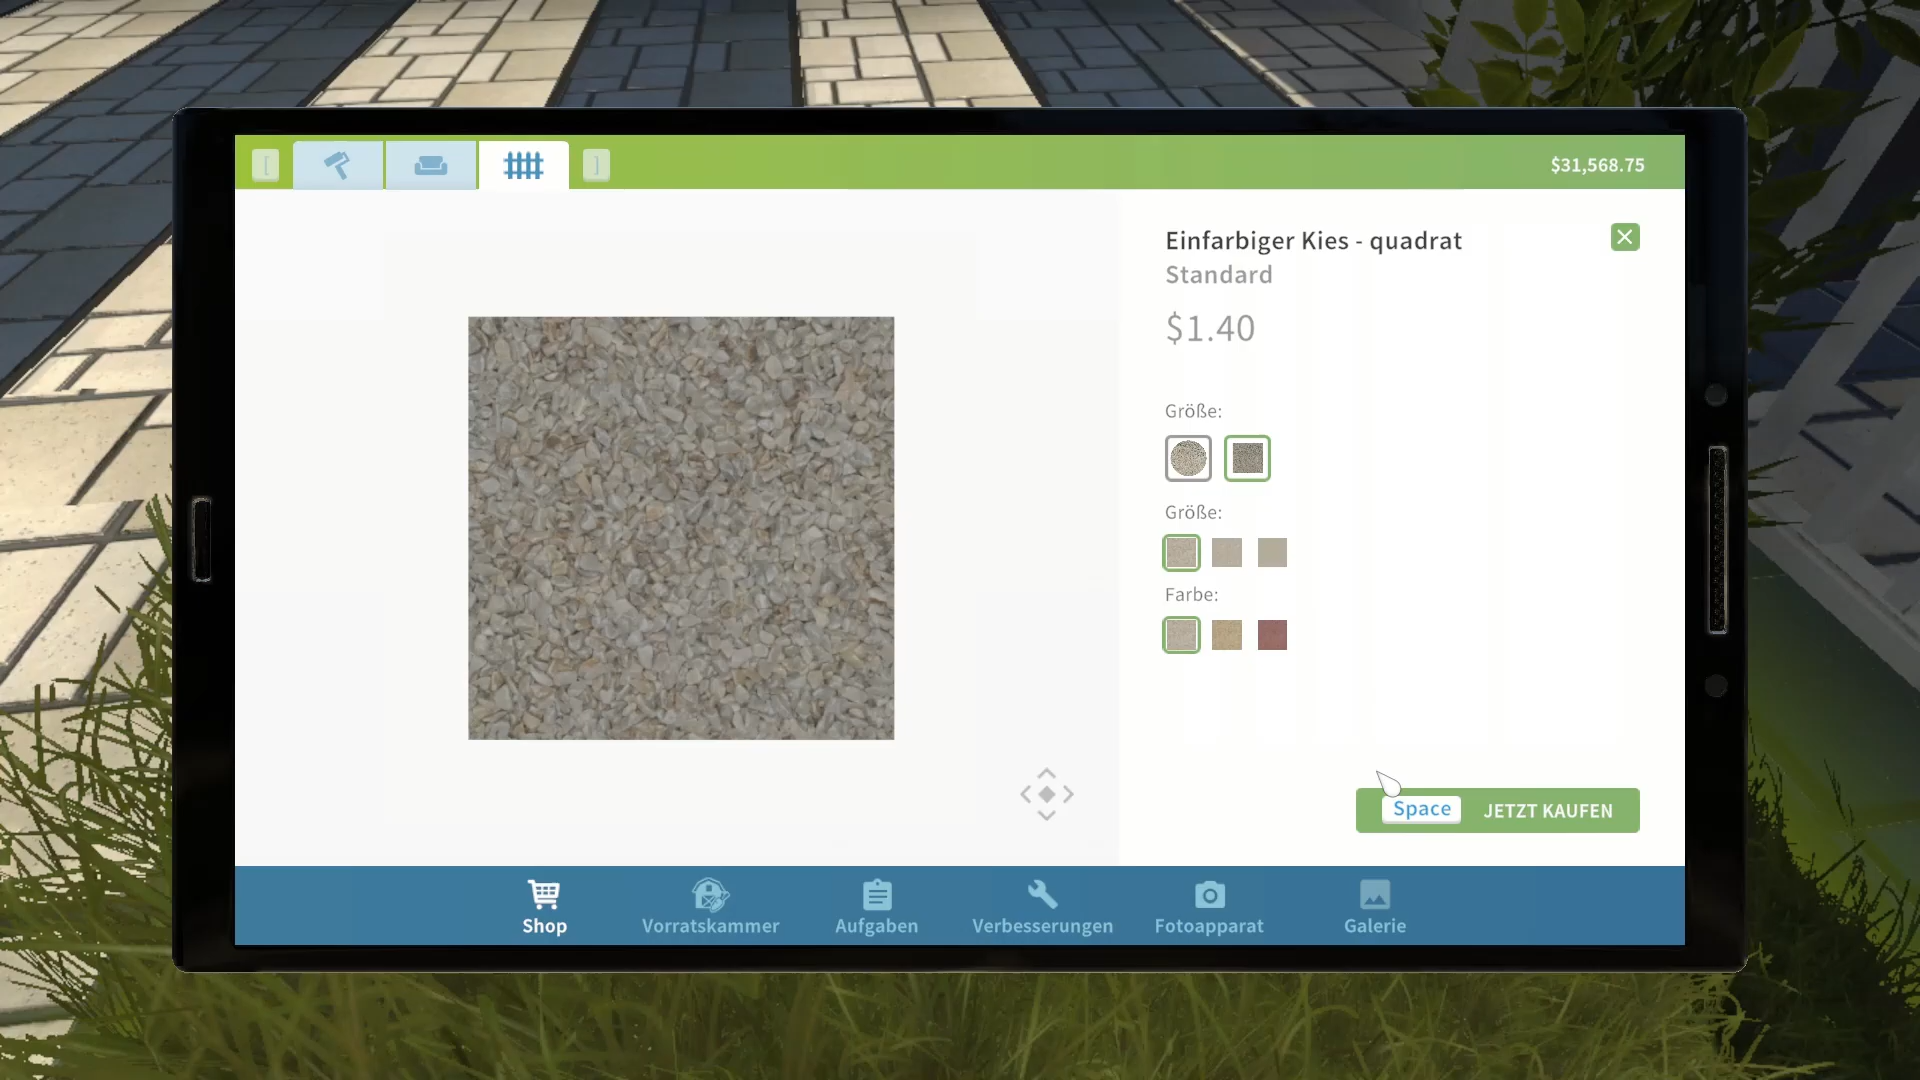 [
]
$31,568.75
Einfarbiger Kies - quadrat
Standard
$1.40
Größe:
Größe:
Farbe:
Space JETZT KAUFEN
Shop
Vorratskammer
Aufgaben
Verbesserungen
Fotoapparat
Galerie